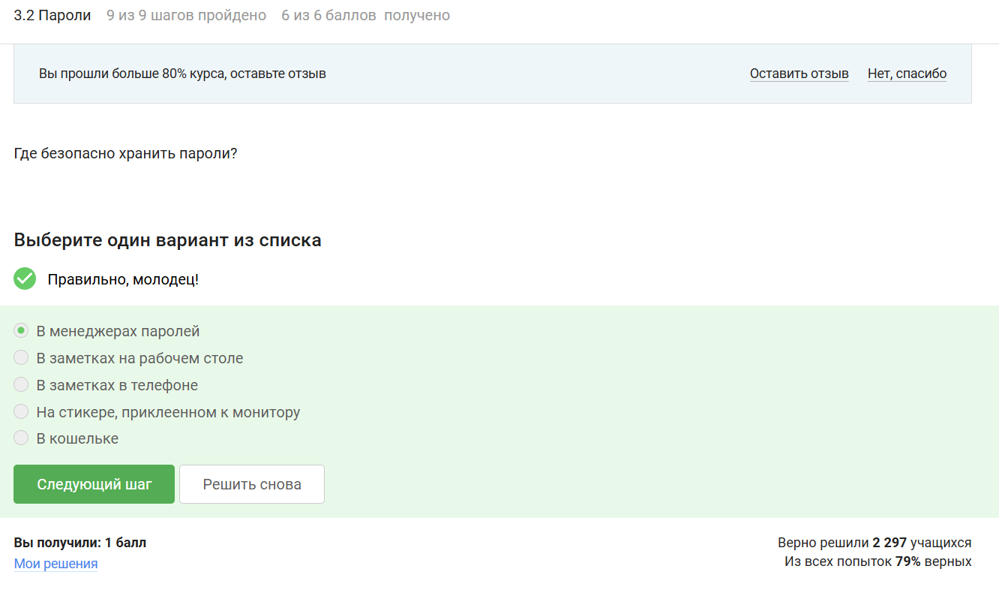 3.2 Пароли 9 из 9 шагов пройдено 6 из 6 баллов получено
Вы прошли больше 80% курса, оставьте отзыв Оставить отзыв Нет, спасибо
Где безопасно хранить пароли?
Выберите один вариант из списка
Правильно, молодец!
В менеджерах паролей
В заметках на рабочем столе
В заметках в телефоне
На стикере, приклеенном к монитору
В кошельке
Следующий шаг Решить снова
Вы получили: 1 балл Верно решили 2 297 учащихся
Мои решения Из всех попыток 79% верных